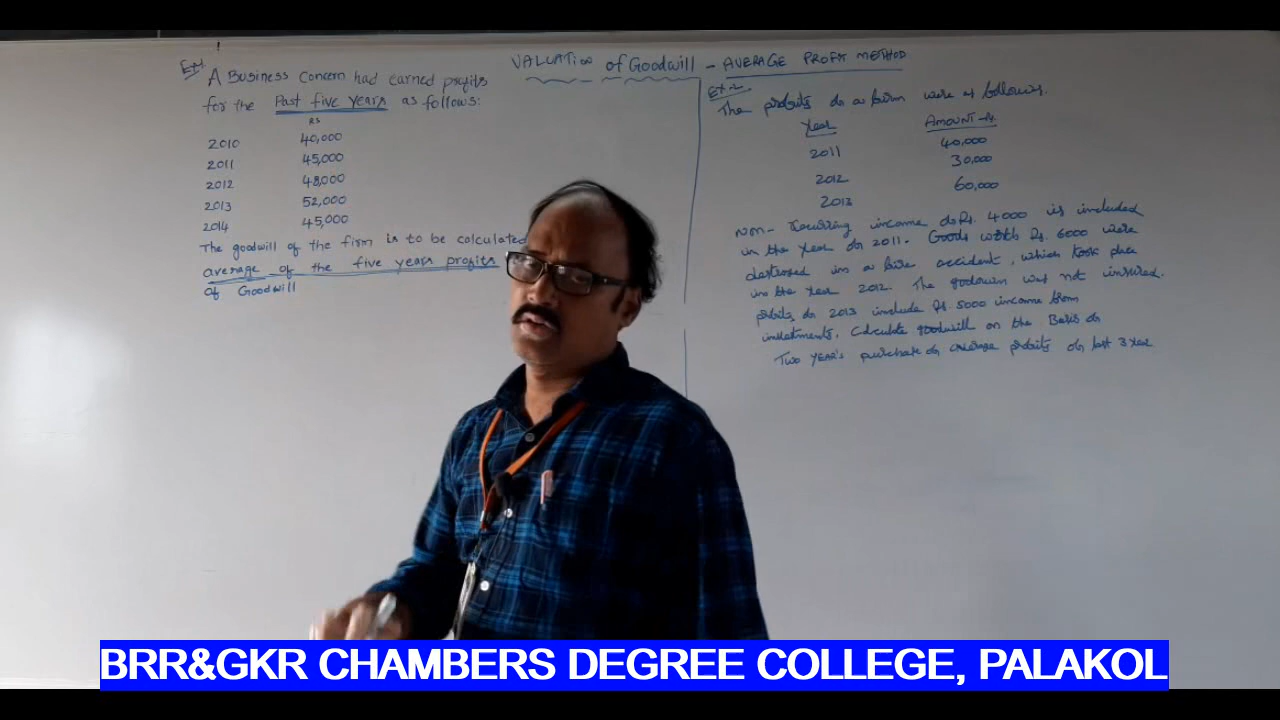 VALUATION of Goodwill - AVERAGE PROFIT METHOD
Ex-1
A Business Concern had earned profits
for the Past five years as follows:
RS
2010 40,000
2011 45,000
2012 48,000
2013 52,000
2014 45,000
The goodwill of the firm is to be calculated
average of the five years profits
of Goodwill
Ex-2
The profits of a firm were as follows.
Year AMOUNT-Rs.
2011 40,000
2012 30,000
2013 60,000
Non-recurring income of Rs. 4000 is included
in the year of 2011. Goods worth Rs. 6000 were
destroyed in a fire accident, which took place
in the year 2012. The godown was not insured.
profits of 2013 include Rs. 5000 income from
investments. Calculate goodwill on the Basis of
Two YEAR's purchase of average profits of last 3 year
BRR&GKR CHAMBERS DEGREE COLLEGE, PALAKOL